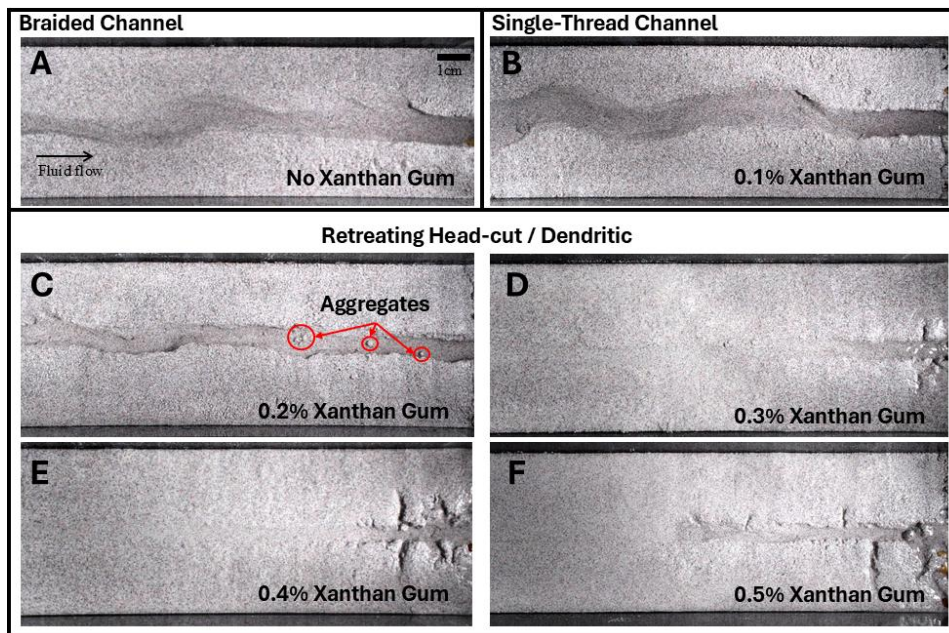 Braided Channel
Single-Thread Channel
A
1cm
Fluid flow
No Xanthan Gum
B
0.1% Xanthan Gum
Retreating Head-cut / Dendritic
C
Aggregates
0.2% Xanthan Gum
D
0.3% Xanthan Gum
E
0.4% Xanthan Gum
F
0.5% Xanthan Gum